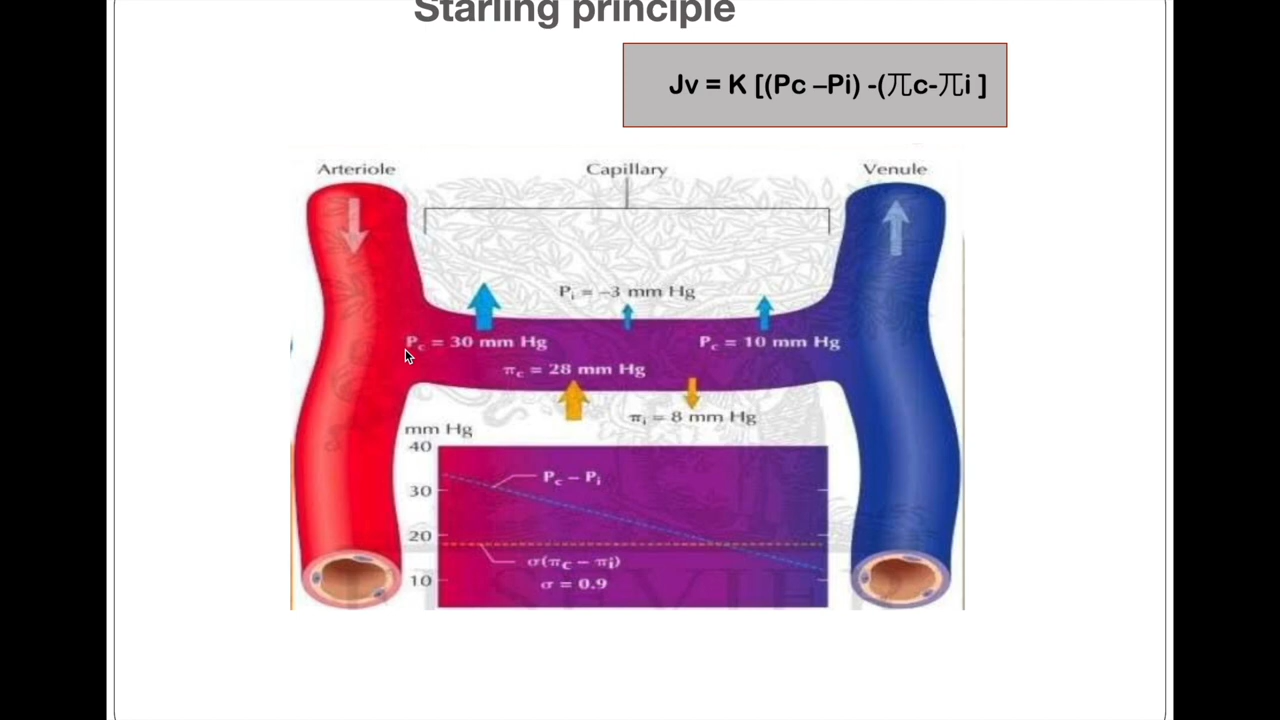 Starling principle
Jv = K [(Pc –Pi) -(兀c-兀i ]
Arteriole
Capillary
Venule
Pi = –3 mm Hg
Pc = 30 mm Hg
Pc = 10 mm Hg
πc = 28 mm Hg
πi = 8 mm Hg
mm Hg
40
Pc – Pi
30
20
σ(πc – πi)
10
σ = 0.9
ELSEVIER